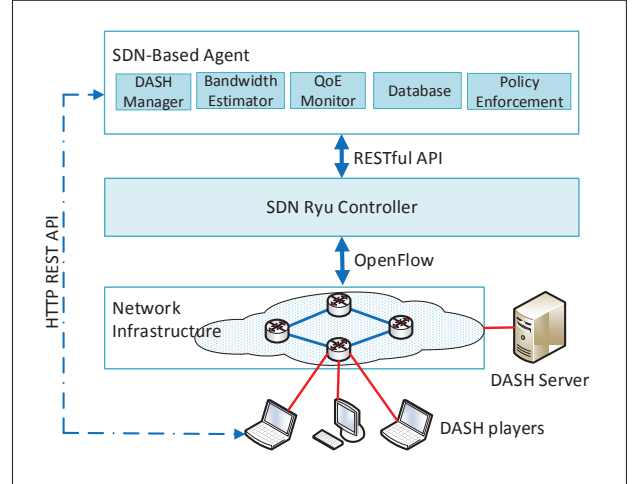 SDN-Based Agent
DASH
Manager
Bandwidth
Estimator
QoE
Monitor
Database
Policy
Enforcement
RESTful API
SDN Ryu Controller
OpenFlow
HTTP REST API
Network
Infrastructure
DASH Server
DASH players